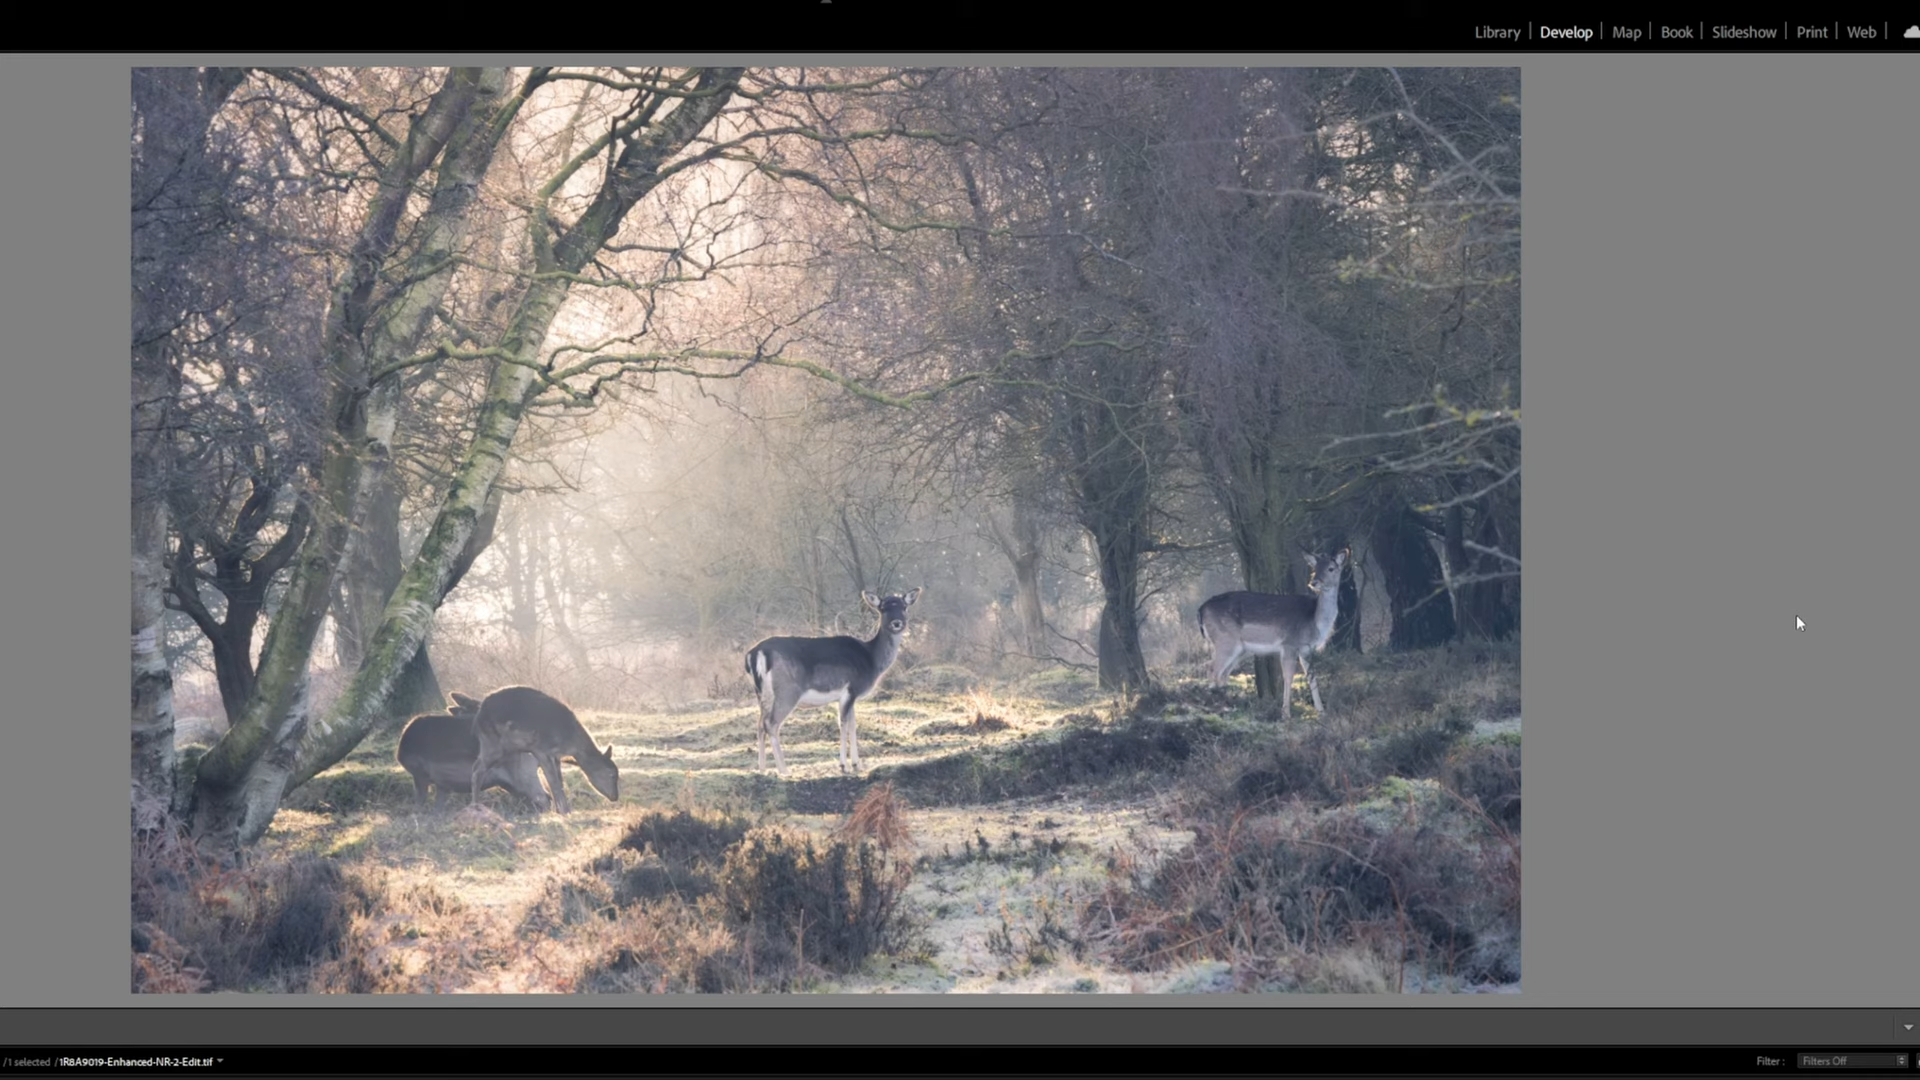 Library | Develop | Map | Book | Slideshow | Print | Web |
/1 selected /1R8A9019-Enhanced-NR-2-Edit.tif
Filter : Filters Off